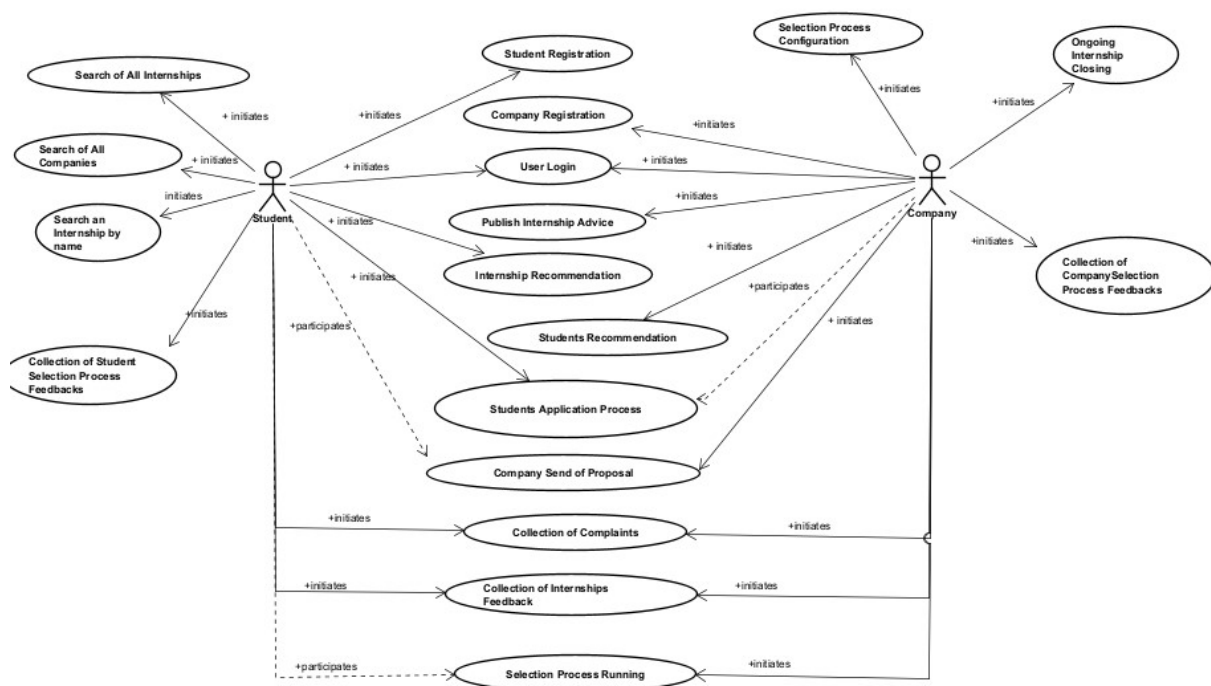 Selection Process
Configuration
Student Registration
Ongoing
Internship
Closing
Search of All Internships
+ initiates
+initiates
+initiates
+initiates
Company Registration
+initiates
Search of All
Companies
+ initiates
+ initiates
User Login
+ initiates
initiates
Student
Company
Search an
Internship by
name
+ initiates
Publish Internship Advice
+initiates
+ initiates
+initiates
Internship Recommendation
+ initiates
+participates
Collection of
CompanySelection
Process Feedbacks
+initiates
+participates
Students Recommendation
+ initiates
Collection of Student
Selection Process
Feedbacks
Students Application Process
Company Send of Proposal
+initiates
Collection of Complaints
+initiates
+initiates
Collection of Internships
Feedback
+initiates
+participates
Selection Process Running
+initiates